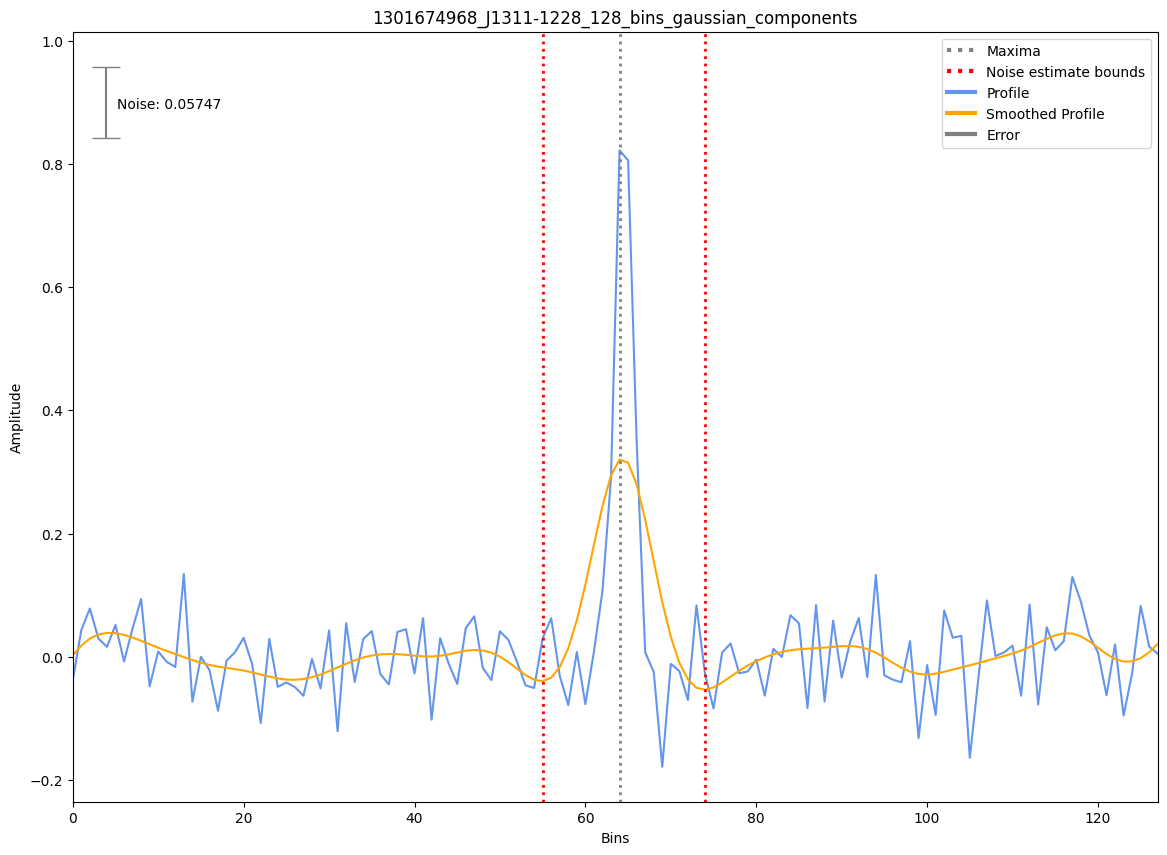 1301674968_J1311-1228_128_bins_gaussian_components
1.0
0.8
0.6
0.4
0.2
0.0
−0.2
Amplitude
Noise: 0.05747
Maxima
Noise estimate bounds
Profile
Smoothed Profile
Error
0
20
40
60
80
100
120
Bins